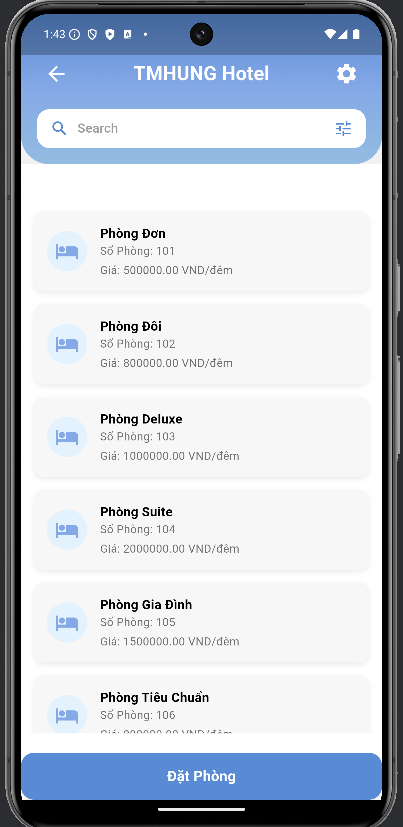 1:43
TMHUNG Hotel
Search
Phòng Đơn
Số Phòng: 101
Giá: 500000.00 VND/đêm
Phòng Đôi
Số Phòng: 102
Giá: 800000.00 VND/đêm
Phòng Deluxe
Số Phòng: 103
Giá: 1000000.00 VND/đêm
Phòng Suite
Số Phòng: 104
Giá: 2000000.00 VND/đêm
Phòng Gia Đình
Số Phòng: 105
Giá: 1500000.00 VND/đêm
Phòng Tiêu Chuẩn
Số Phòng: 106
VND/đêm
Đặt Phòng